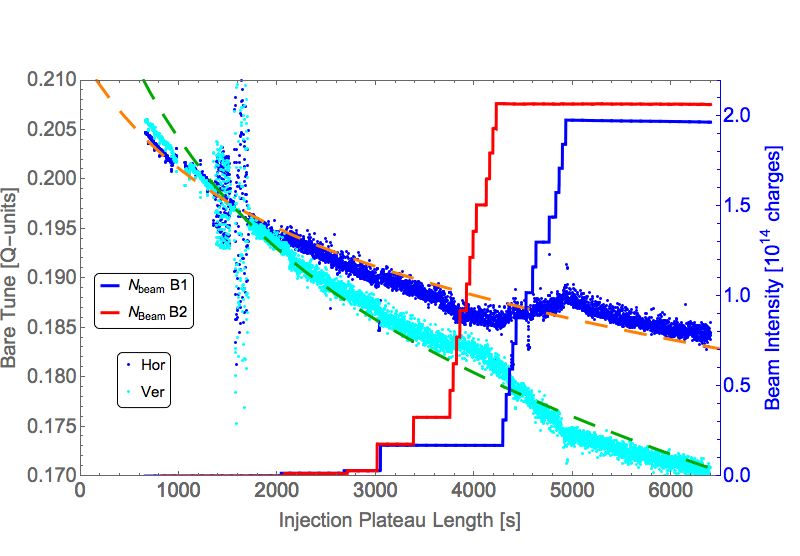 0.210
0.205
0.200
0.195
0.190
0.185
0.180
0.175
0.170
Bare Tune [Q-units]
N_beam B1
N_Beam B2
Hor
Ver
2.0
1.5
1.0
0.5
0.0
Beam Intensity [10^14 charges]
0 1000 2000 3000 4000 5000 6000
Injection Plateau Length [s]